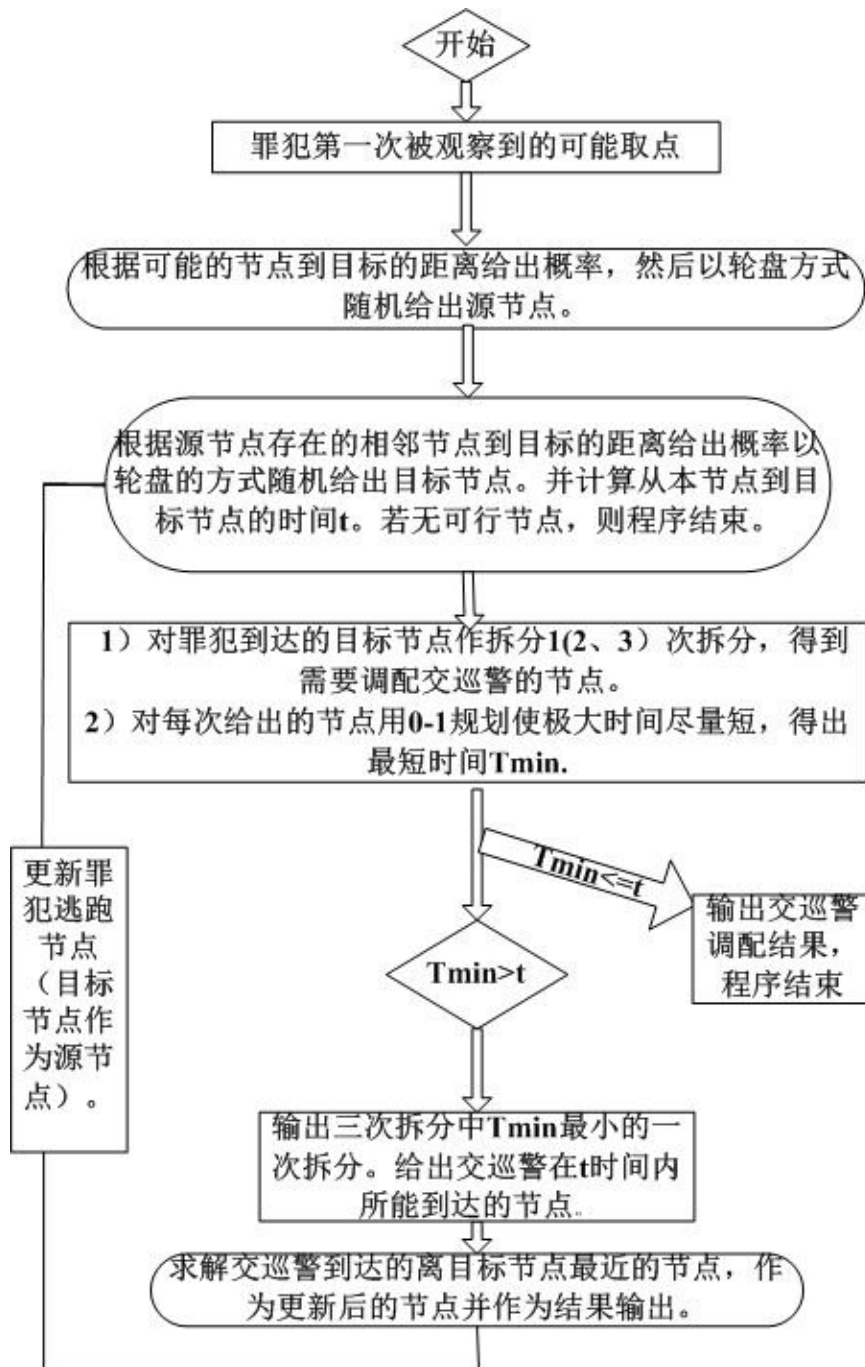 开始
罪犯第一次被观察到的可能取点
根据可能的节点到目标的距离给出概率，然后以轮盘方式
随机给出源节点。
根据源节点存在的相邻节点到目标的距离给出概率以
轮盘的方式随机给出目标节点。并计算从本节点到目
标节点的时间t。若无可行节点，则程序结束。
1）对罪犯到达的目标节点作拆分1(2、3）次拆分，得到
需要调配交巡警的节点。
2）对每次给出的节点用0-1规划使极大时间尽量短，得出
最短时间Tmin.
Tmin<=t
输出交巡警
调配结果，
程序结束
Tmin>t
更新罪
犯逃跑
节点
（目标
节点作
为源节
点）。
输出三次拆分中Tmin最小的一
次拆分。给出交巡警在t时间内
所能到达的节点.
求解交巡警到达的离目标节点最近的节点，作
为更新后的节点并作为结果输出。